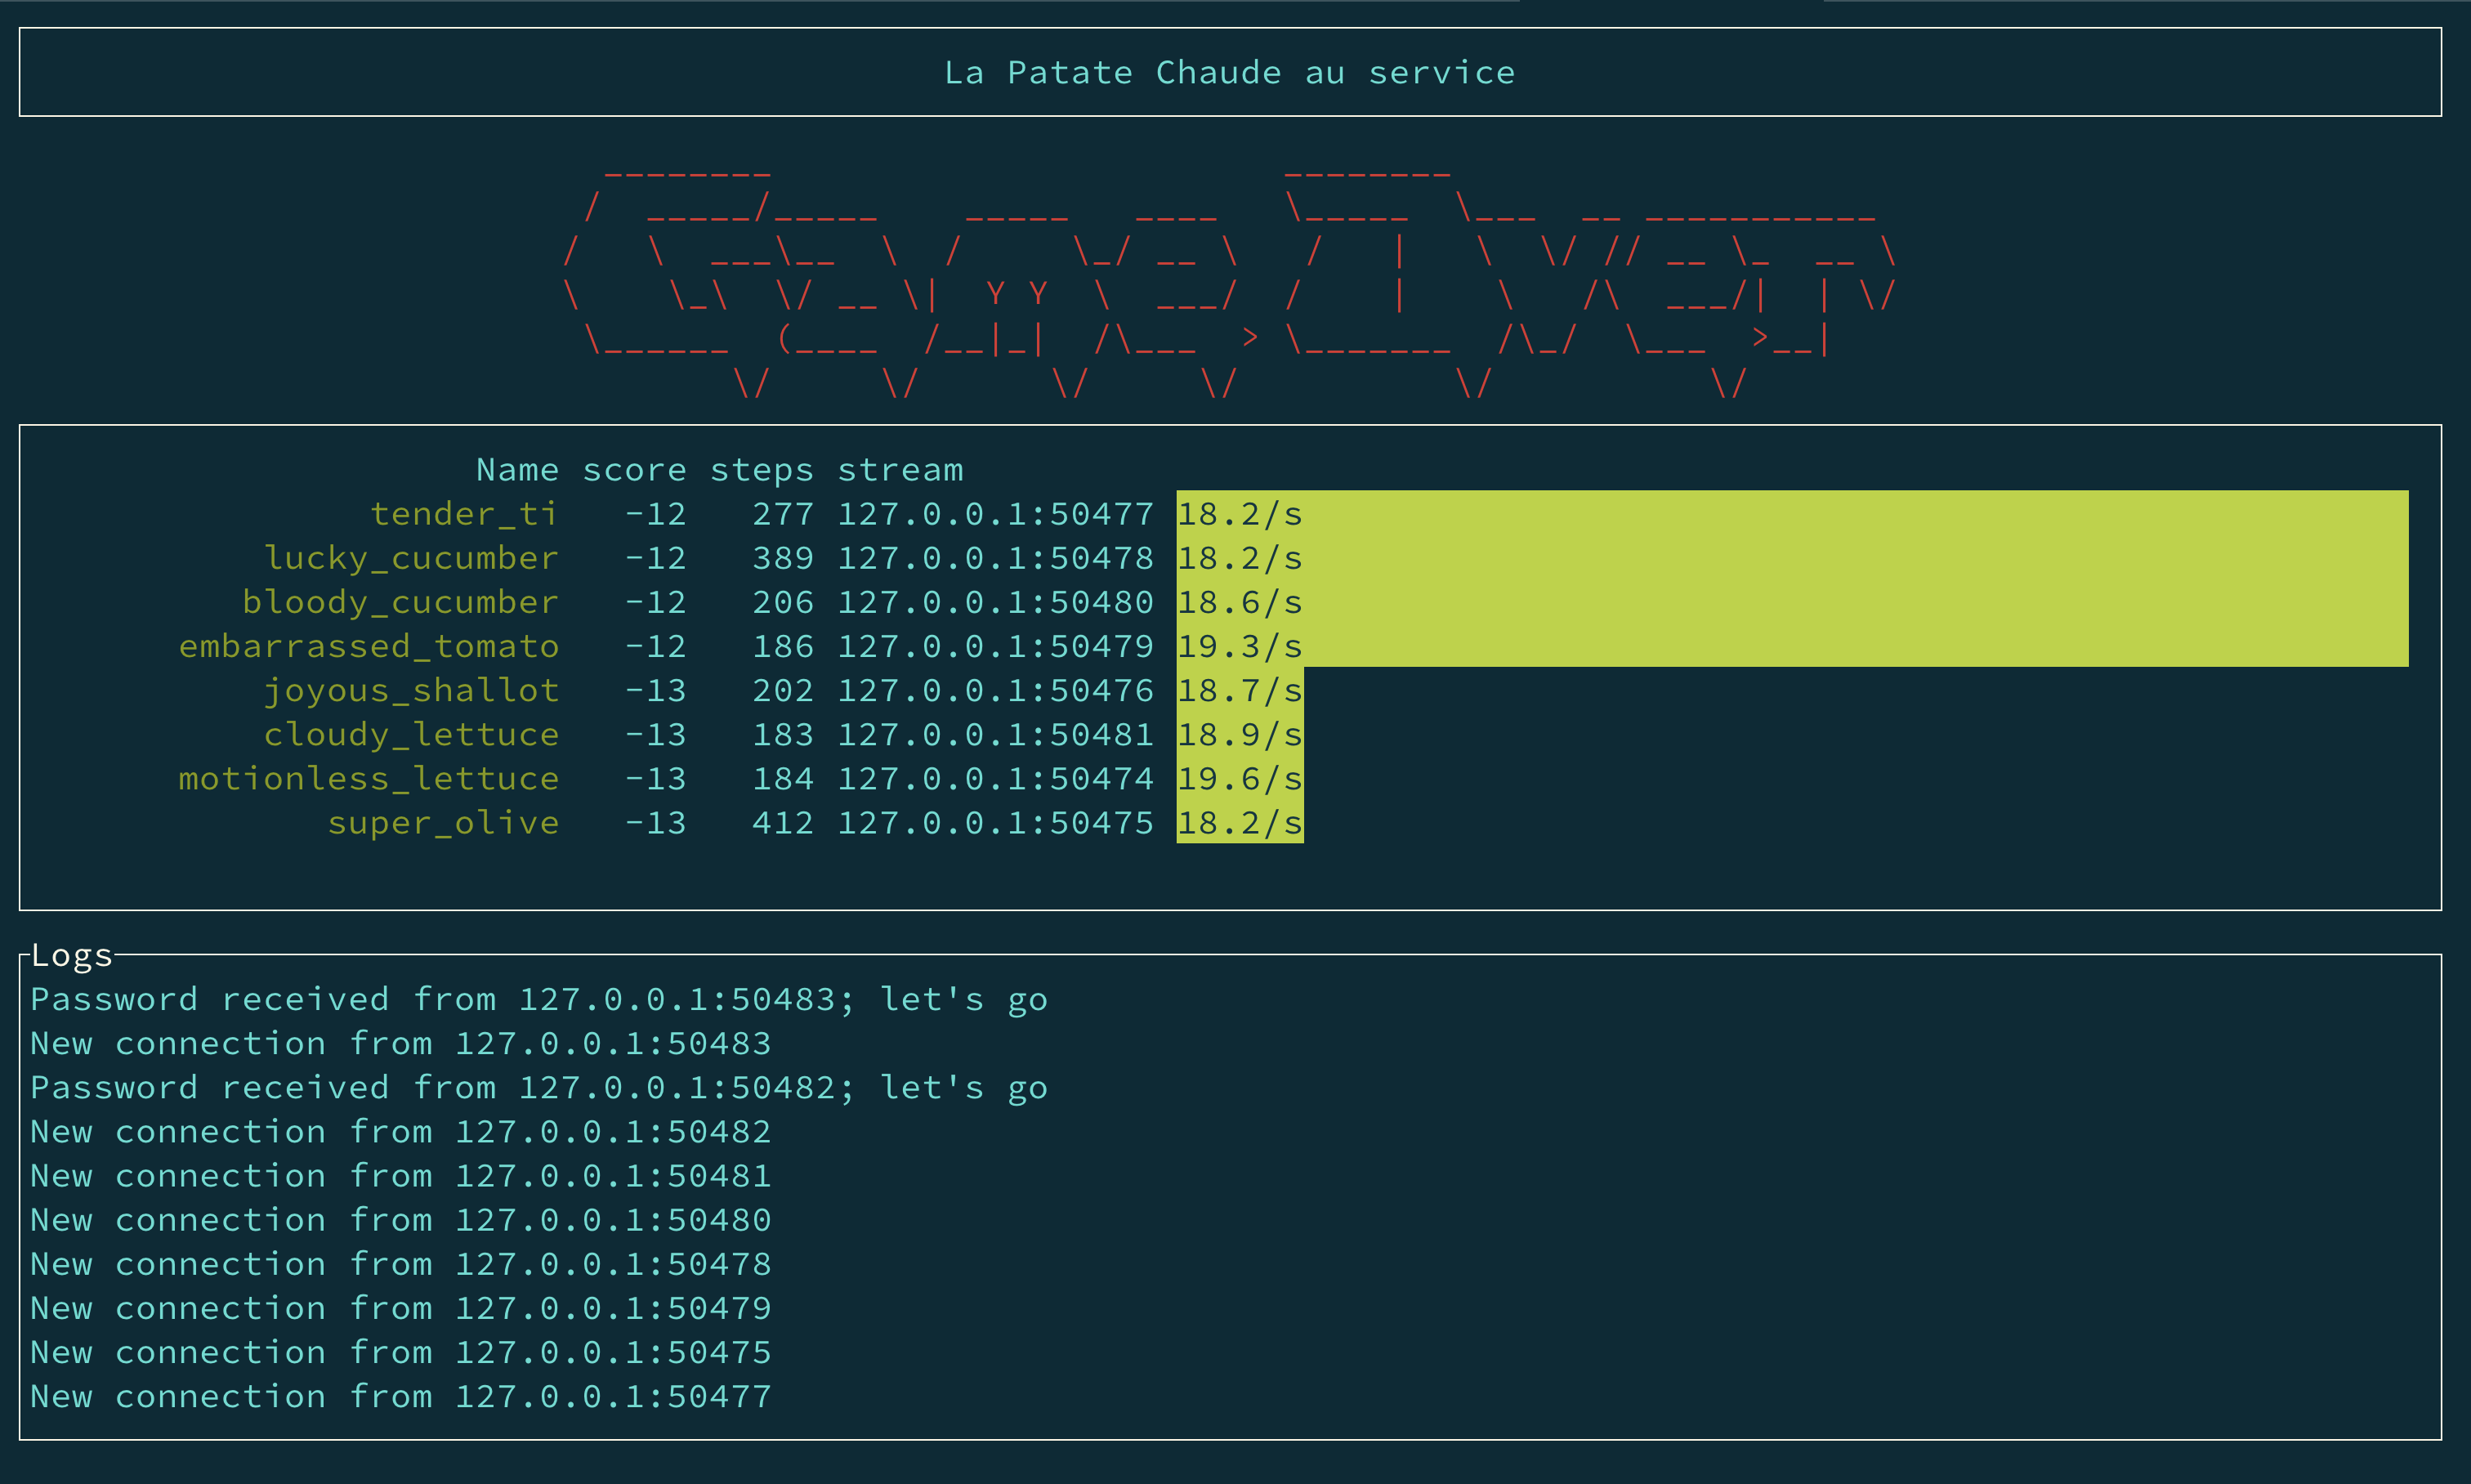 La Patate Chaude au service
Game Over
Name score steps stream
tender_ti -12 277 127.0.0.1:50477 18.2/s
lucky_cucumber -12 389 127.0.0.1:50478 18.2/s
bloody_cucumber -12 206 127.0.0.1:50480 18.6/s
embarrassed_tomato -12 186 127.0.0.1:50479 19.3/s
joyous_shallot -13 202 127.0.0.1:50476 18.7/s
cloudy_lettuce -13 183 127.0.0.1:50481 18.9/s
motionless_lettuce -13 184 127.0.0.1:50474 19.6/s
super_olive -13 412 127.0.0.1:50475 18.2/s
Logs
Password received from 127.0.0.1:50483; let's go
New connection from 127.0.0.1:50483
Password received from 127.0.0.1:50482; let's go
New connection from 127.0.0.1:50482
New connection from 127.0.0.1:50481
New connection from 127.0.0.1:50480
New connection from 127.0.0.1:50478
New connection from 127.0.0.1:50479
New connection from 127.0.0.1:50475
New connection from 127.0.0.1:50477